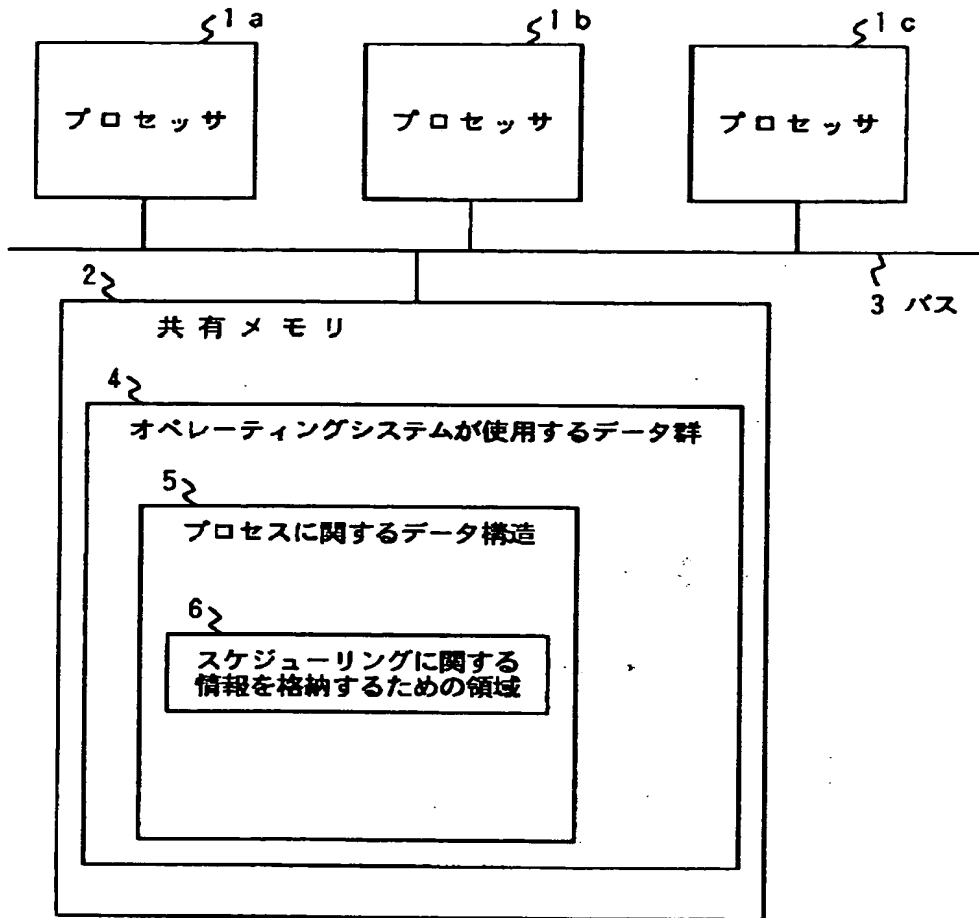 1a
1b
1c
プロセッサ
プロセッサ
プロセッサ
3 バス
2
共有メモリ
4
オペレーティングシステムが使用するデータ群
5
プロセスに関するデータ構造
6
スケジューリングに関する
情報を格納するための領域